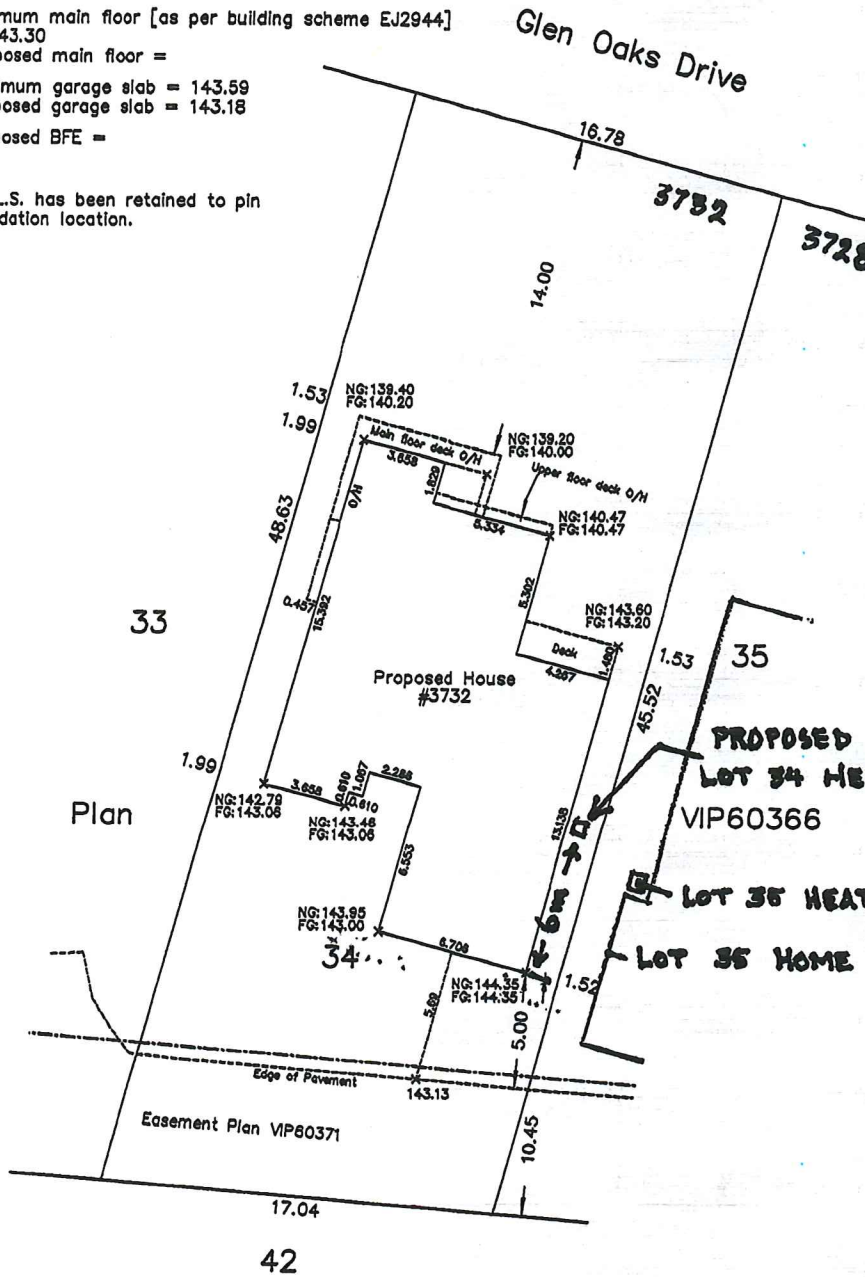 mum main floor [as per building scheme EJ2944]
43.30
osed main floor =
mum garage slab = 143.59
osed garage slab = 143.18
osed BFE =
L.S. has been retained to pin
dation location.
Glen Oaks Drive
16.78
3732
3728
14.00
1.53
1.99
NG:139.40
FG:140.20
Main floor deck O/H
3.658
NG:139.20
FG:140.00
Upper floor deck O/H
1.829
5.334
NG:140.47
FG:140.47
O/H
48.63
0.457
15.392
5.302
NG:143.60
FG:143.20
33
Deck
1.480
4.267
1.53
35
Proposed House
#3732
45.52
PROPOSED
LOT 34 HE
VIP60366
1.99
3.658
0.610
1.067
0.610
2.286
NG:142.79
FG:143.06
NG:143.46
FG:143.06
Plan
13.138
6.553
6m
LOT 35 HEAT
LOT 35 HOME
NG:143.95
FG:143.00
34
6.706
NG:144.35
FG:144.35
1.52
5.69
5.00
Edge of Pavement
143.13
Easement Plan VIP60371
10.45
17.04
42